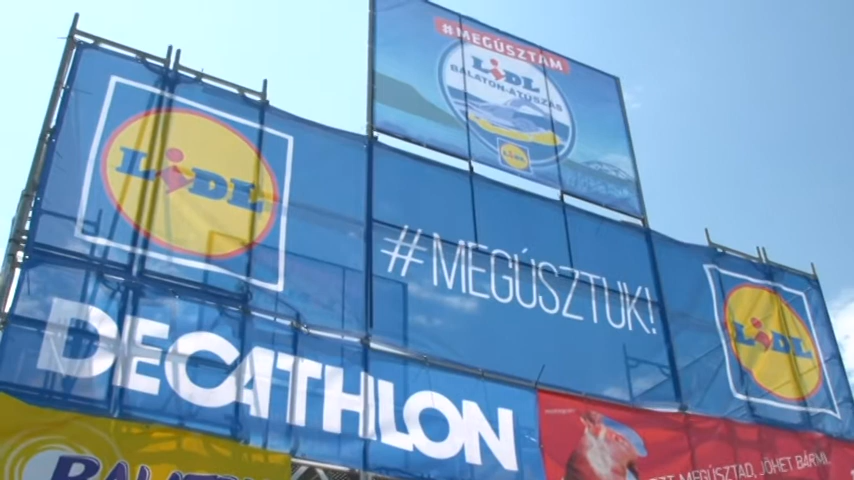 #MEGÚSZTAM
LIDL
BALATON-ÁTÚSZÁS
LIDL
LIDL
#MEGÚSZTUK!
LIDL
DECATHLON
MEGÚSZTAD, JÖHET BÁRMI.